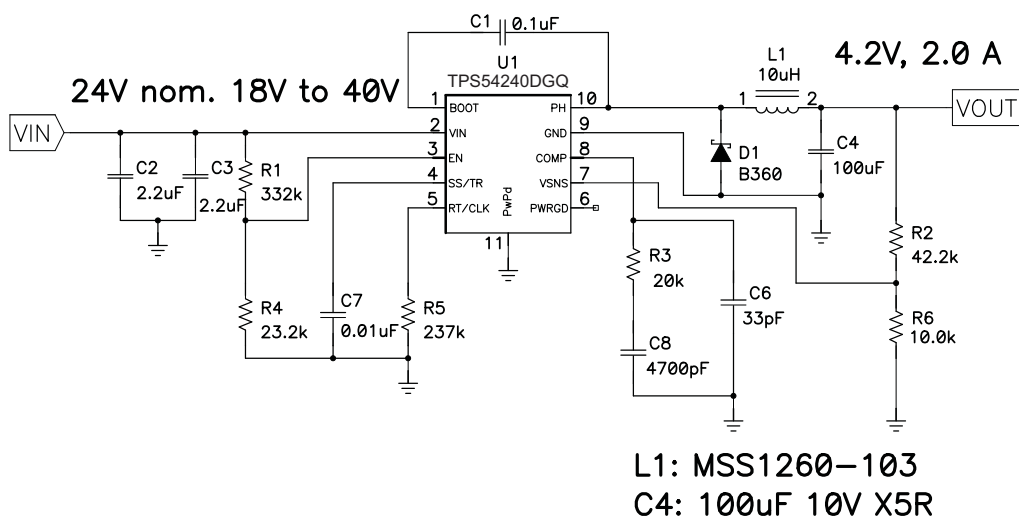 C1
0.1uF
U1
TPS54240DGQ
L1
10uH
4.2V, 2.0 A
24V nom. 18V to 40V
1
BOOT
PH
10
1
2
VOUT
VIN
2
VIN
GND
9
3
EN
COMP
8
4
SS/TR
VSNS
7
5
RT/CLK
PWRGD
6
PwPd
11
C2
2.2uF
C3
2.2uF
R1
332k
D1
B360
C4
100uF
R2
42.2k
R3
20k
C6
33pF
R4
23.2k
C7
0.01uF
R5
237k
R6
10.0k
C8
4700pF
L1: MSS1260-103
C4: 100uF 10V X5R